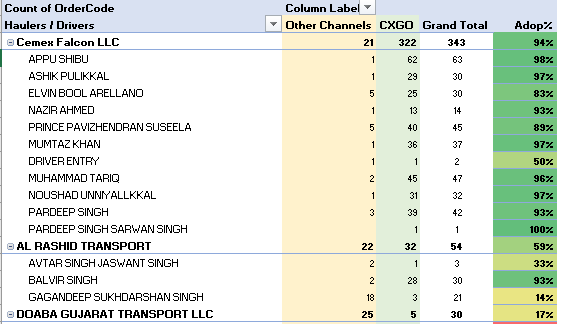 Count of OrderCode Column Label
Haulers / Drivers Other Channels CXGO Grand Total Adop%
Cemex Falcon LLC 21 322 343 94%
APPU SHIBU 1 62 63 98%
ASHIK PULIKKAL 1 29 30 97%
ELVIN BOOL ARELLANO 5 25 30 83%
NAZIR AHMED 1 13 14 93%
PRINCE PAVIZHENDRAN SUSEELA 5 40 45 89%
MUMTAZ KHAN 1 36 37 97%
DRIVER ENTRY 1 1 2 50%
MUHAMMAD TARIQ 2 45 47 96%
NOUSHAD UNNIYALLKKAL 1 31 32 97%
PARDEEP SINGH 3 39 42 93%
PARDEEP SINGH SARWAN SINGH 1 1 100%
AL RASHID TRANSPORT 22 32 54 59%
AVTAR SINGH JASWANT SINGH 2 1 3 33%
BALVIR SINGH 2 28 30 93%
GAGANDEEP SUKHDARSHAN SINGH 18 3 21 14%
DOABA GUJARAT TRANSPORT LLC 25 5 30 17%